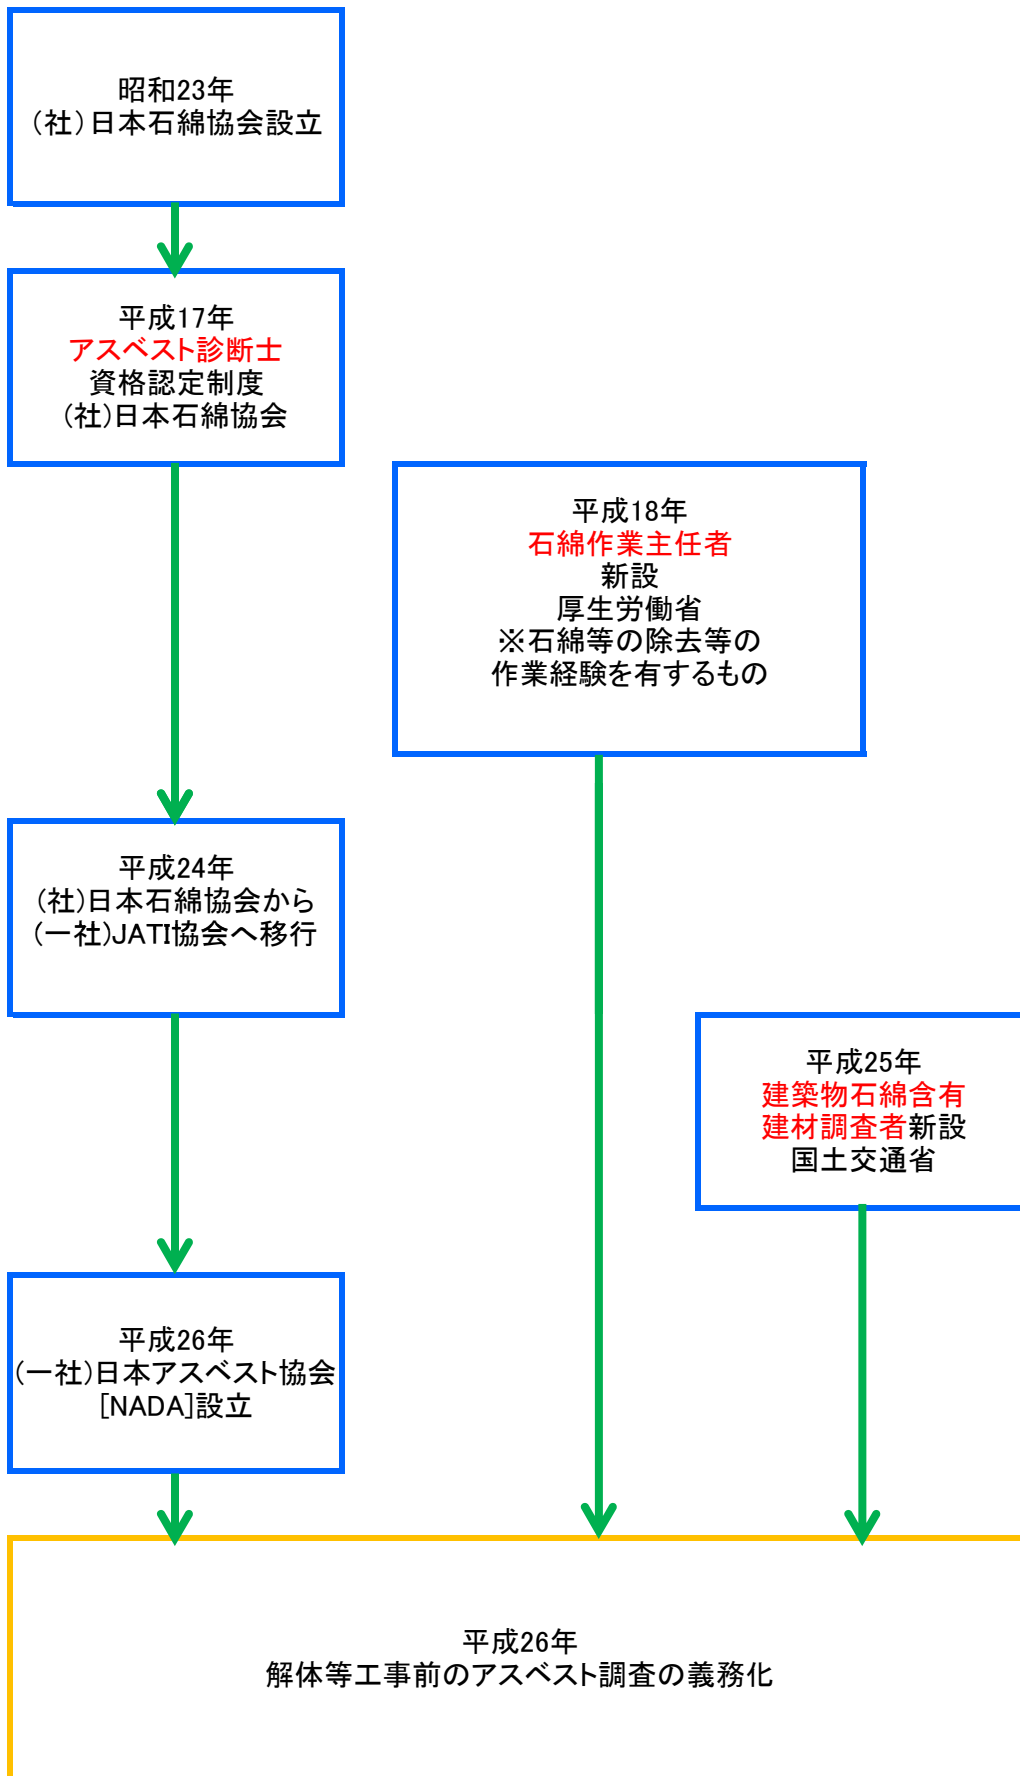 昭和23年
(社)日本石綿協会設立
平成17年
アスベスト診断士
資格認定制度
(社)日本石綿協会
平成18年
石綿作業主任者
新設
厚生労働省
※石綿等の除去等の
作業経験を有するもの
平成24年
(社)日本石綿協会から
(一社)JATI協会へ移行
平成25年
建築物石綿含有
建材調査者新設
国土交通省
平成26年
(一社)日本アスベスト協会
[NADA]設立
平成26年
解体等工事前のアスベスト調査の義務化